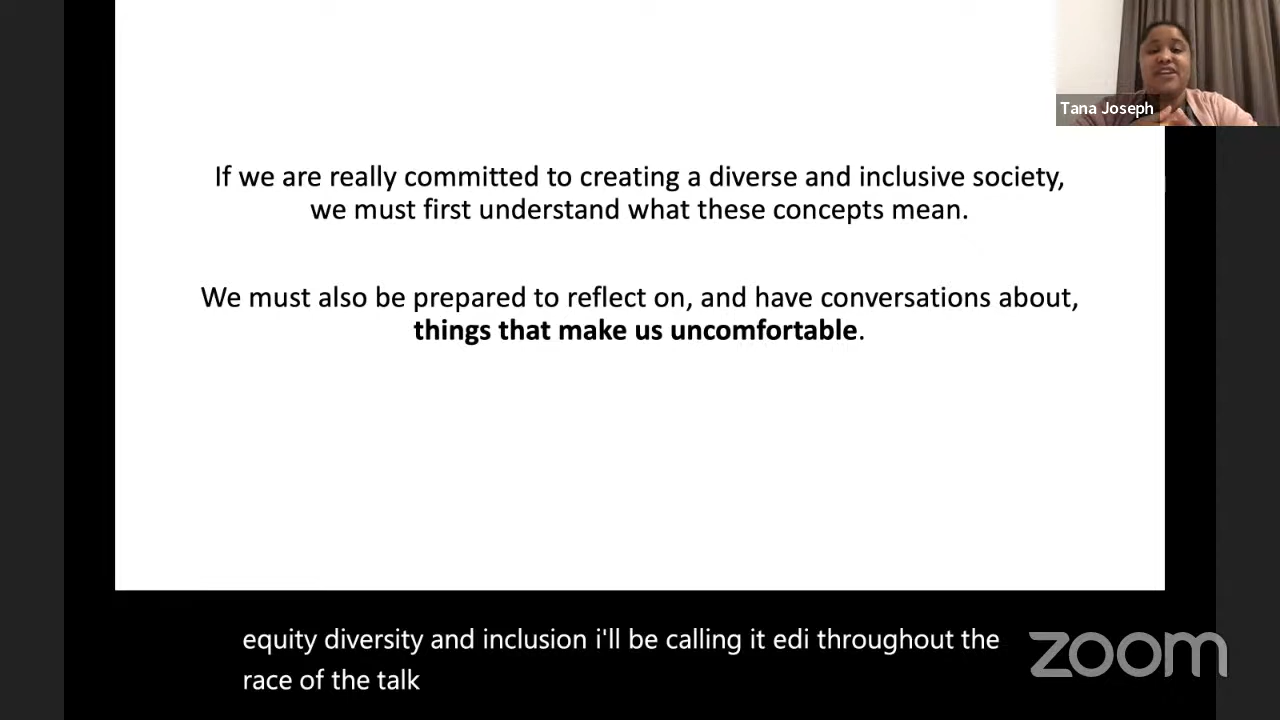 Tana Joseph
If we are really committed to creating a diverse and inclusive society,
we must first understand what these concepts mean.
We must also be prepared to reflect on, and have conversations about,
things that make us uncomfortable.
equity diversity and inclusion i'll be calling it edi throughout the
race of the talk
zoom